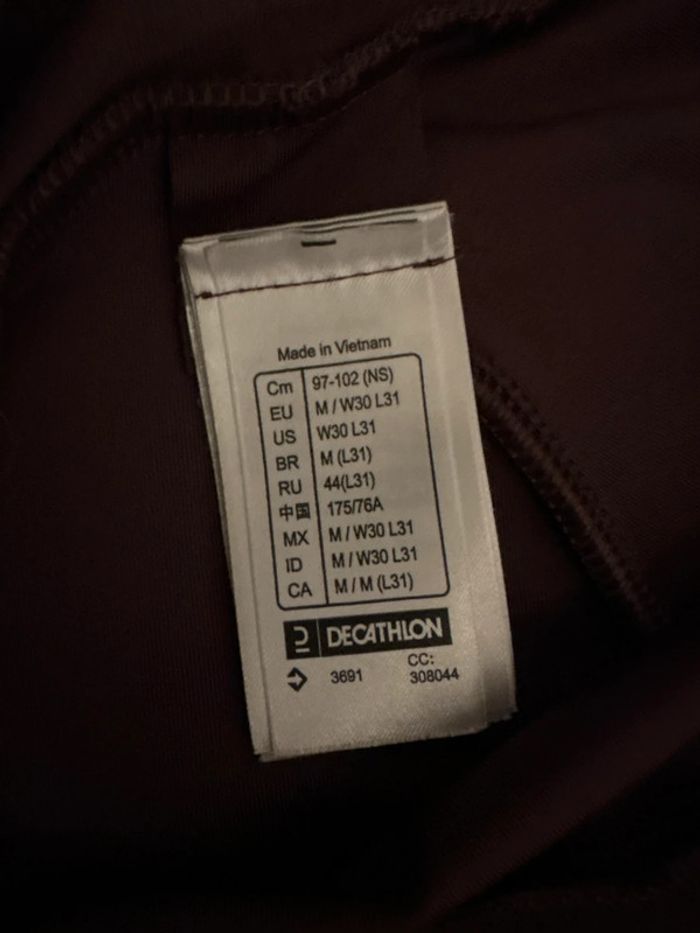 Made in Vietnam
Cm 97-102 (NS)
EU M / W30 L31
US W30 L31
BR M (L31)
RU 44(L31)
中国 175/76A
MX M / W30 L31
ID M / W30 L31
CA M / M (L31)
DECATHLON
3691 CC: 308044